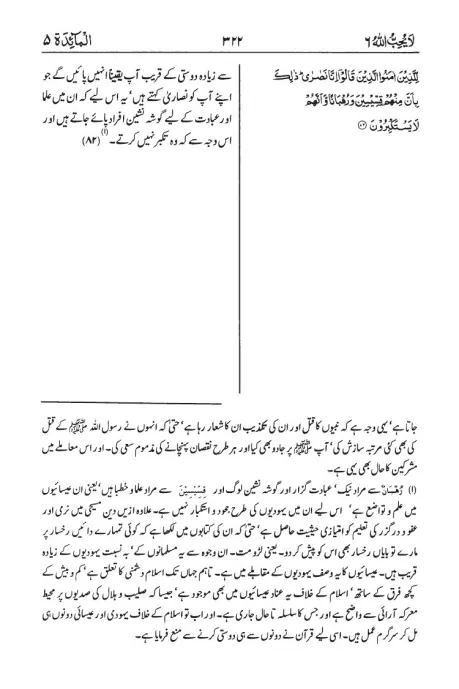 لَا يُحِبُّ اللّٰهُ ٦
٣٢٢
الْمَآئِدَة ٥
لِّلَّذِيْنَ اٰمَنُوا الَّذِيْنَ قَالُوْٓا اِنَّا نَصٰرٰى ۭ ذٰلِكَ
بِاَنَّ مِنْهُمْ قِسِّيْسِيْنَ وَرُهْبَانًا وَّاَنَّهُمْ
لَا يَسْتَكْبِرُوْنَ ۝
سے زیادہ دوستی کے قریب آپ یقیناً انہیں پائیں گے جو
اپنے آپ کو نصاریٰ کہتے ہیں‘ یہ اس لیے کہ ان میں علما
اور عبادت کے لیے گوشہ نشین افراد پائے جاتے ہیں اور
اس وجہ سے کہ وہ تکبر نہیں کرتے۔ (۱) (۸۲)
جاتا ہے‘ یہی وجہ ہے کہ نبیوں کا قتل اور ان کی تکذیب ان کا شعار رہا ہے‘ حتیٰ کہ انہوں نے رسول اللہ ﷺ کے قتل
کی بھی کئی مرتبہ سازش کی‘ آپ ﷺ پر جادو بھی کیا اور ہر طرح نقصان پہنچانے کی مذموم سعی کی۔ اور اس معاملے میں
مشرکین کا حال بھی یہی ہے۔
(۱) رُهْبَانٌ سے مراد نیک‘ عبادت گزار اور گوشہ نشین لوگ اور قِسِّيْسِيْنَ سے مراد علما و خطبا ہیں‘ یعنی ان عیسائیوں
میں علم و تواضع ہے‘ اس لیے ان میں یہودیوں کی طرح جحود و استکبار نہیں ہے۔ علاوہ ازیں دین مسیحی میں نرمی اور
عفو و درگزر کی تعلیم کو امتیازی حیثیت حاصل ہے‘ حتیٰ کہ ان کی کتابوں میں لکھا ہے کہ کوئی تمہارے دائیں رخسار پر
مارے تو بایاں رخسار بھی اس کو پیش کر دو۔ یعنی لڑو مت۔ ان وجوہ سے یہ مسلمانوں کے‘ بہ نسبت یہودیوں کے زیادہ
قریب ہیں۔ عیسائیوں کا یہ وصف یہودیوں کے مقابلے میں ہے۔ تاہم جہاں تک اسلام دشمنی کا تعلق ہے‘ کم و بیش کے
کچھ فرق کے ساتھ‘ اسلام کے خلاف یہ عناد عیسائیوں میں بھی موجود ہے‘ جیسا کہ صلیب و ہلال کی صدیوں پر محیط
معرکہ آرائی سے واضح ہے اور جس کا سلسلہ تا حال جاری ہے۔ اور اب تو اسلام کے خلاف یہودی اور عیسائی دونوں ہی
مل کر سرگرم عمل ہیں۔ اسی لیے قرآن نے دونوں سے ہی دوستی کرنے سے منع فرمایا ہے۔